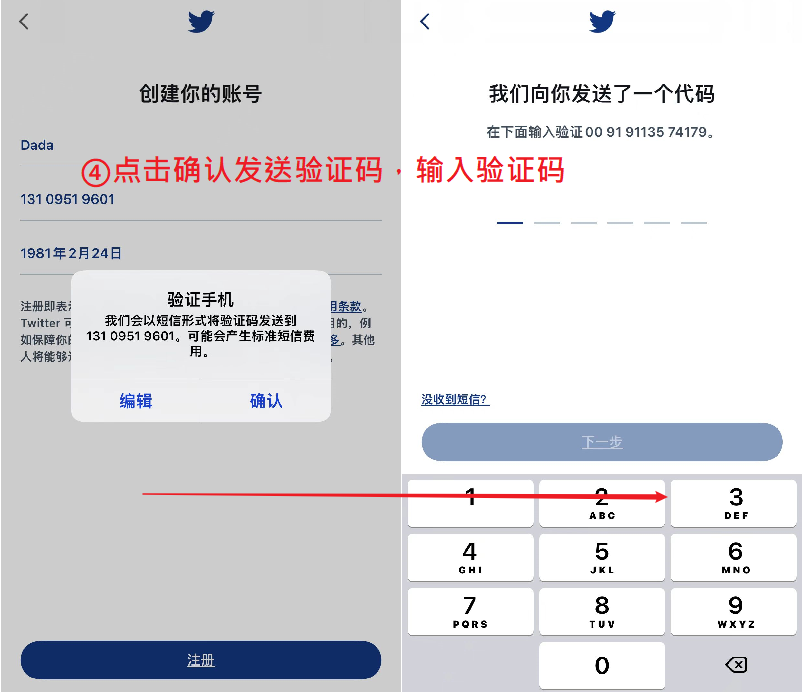 创建你的账号
Dada
131 0951 9601
1981年2月24日
注册即表
用条款。
Twitter 可
目的，例
如保障你的
多。其他
人将能够
验证手机
我们会以短信形式将验证码发送到
131 0951 9601。可能会产生标准短信费
用。
编辑
确认
注册
④点击确认发送验证码，输入验证码
我们向你发送了一个代码
在下面输入验证00 91 91135 74179。
没收到短信？
下一步
1
2
ABC
3
DEF
4
GHI
5
JKL
6
MNO
7
PQRS
8
TUV
9
WXYZ
0